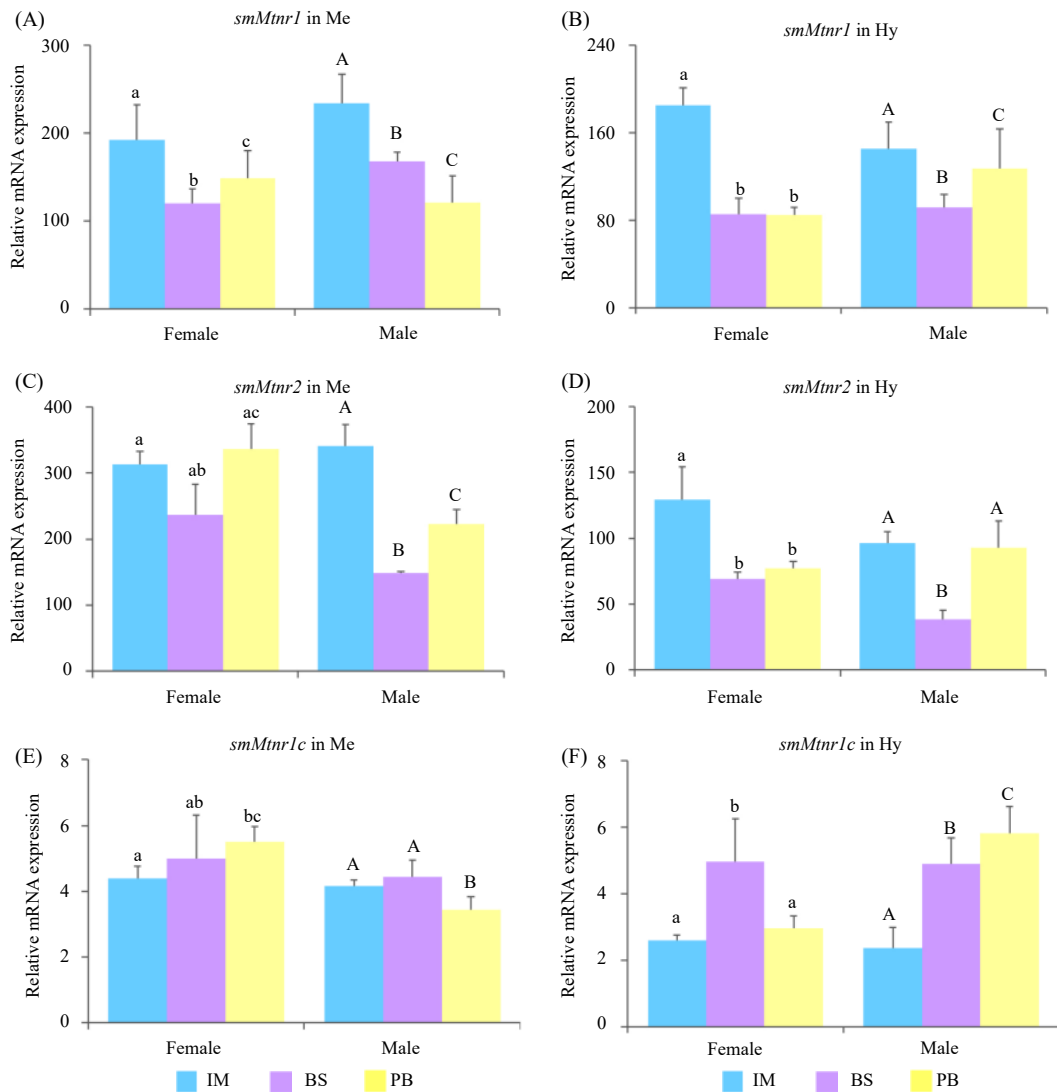 (A)
smMtnr1 in Me
Relative mRNA expression
300
200
100
0
a
b
c
A
B
C
Female
Male
(B)
smMtnr1 in Hy
Relative mRNA expression
240
160
80
0
a
b
b
A
B
C
Female
Male
(C)
smMtnr2 in Me
Relative mRNA expression
400
300
200
100
0
a
ab
ac
A
B
C
Female
Male
(D)
smMtnr2 in Hy
Relative mRNA expression
200
150
100
50
0
a
b
b
A
B
A
Female
Male
(E)
smMtnr1c in Me
Relative mRNA expression
8
6
4
2
0
a
ab
bc
A
A
B
Female
Male
(F)
smMtnr1c in Hy
Relative mRNA expression
8
6
4
2
0
a
b
a
A
B
C
Female
Male
IM BS PB
IM BS PB